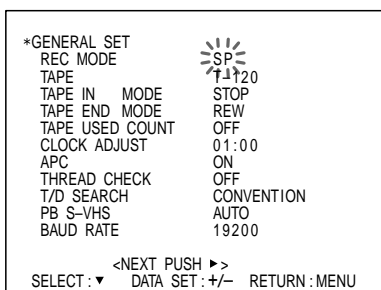 *GENERAL SET
REC MODE SP
TAPE T–120
TAPE IN MODE STOP
TAPE END MODE REW
TAPE USED COUNT OFF
CLOCK ADJUST 01:00
APC ON
THREAD CHECK OFF
T/D SEARCH CONVENTION
PB S–VHS AUTO
BAUD RATE 19200
<NEXT PUSH ►>
SELECT:▼ DATA SET:+/– RETURN:MENU